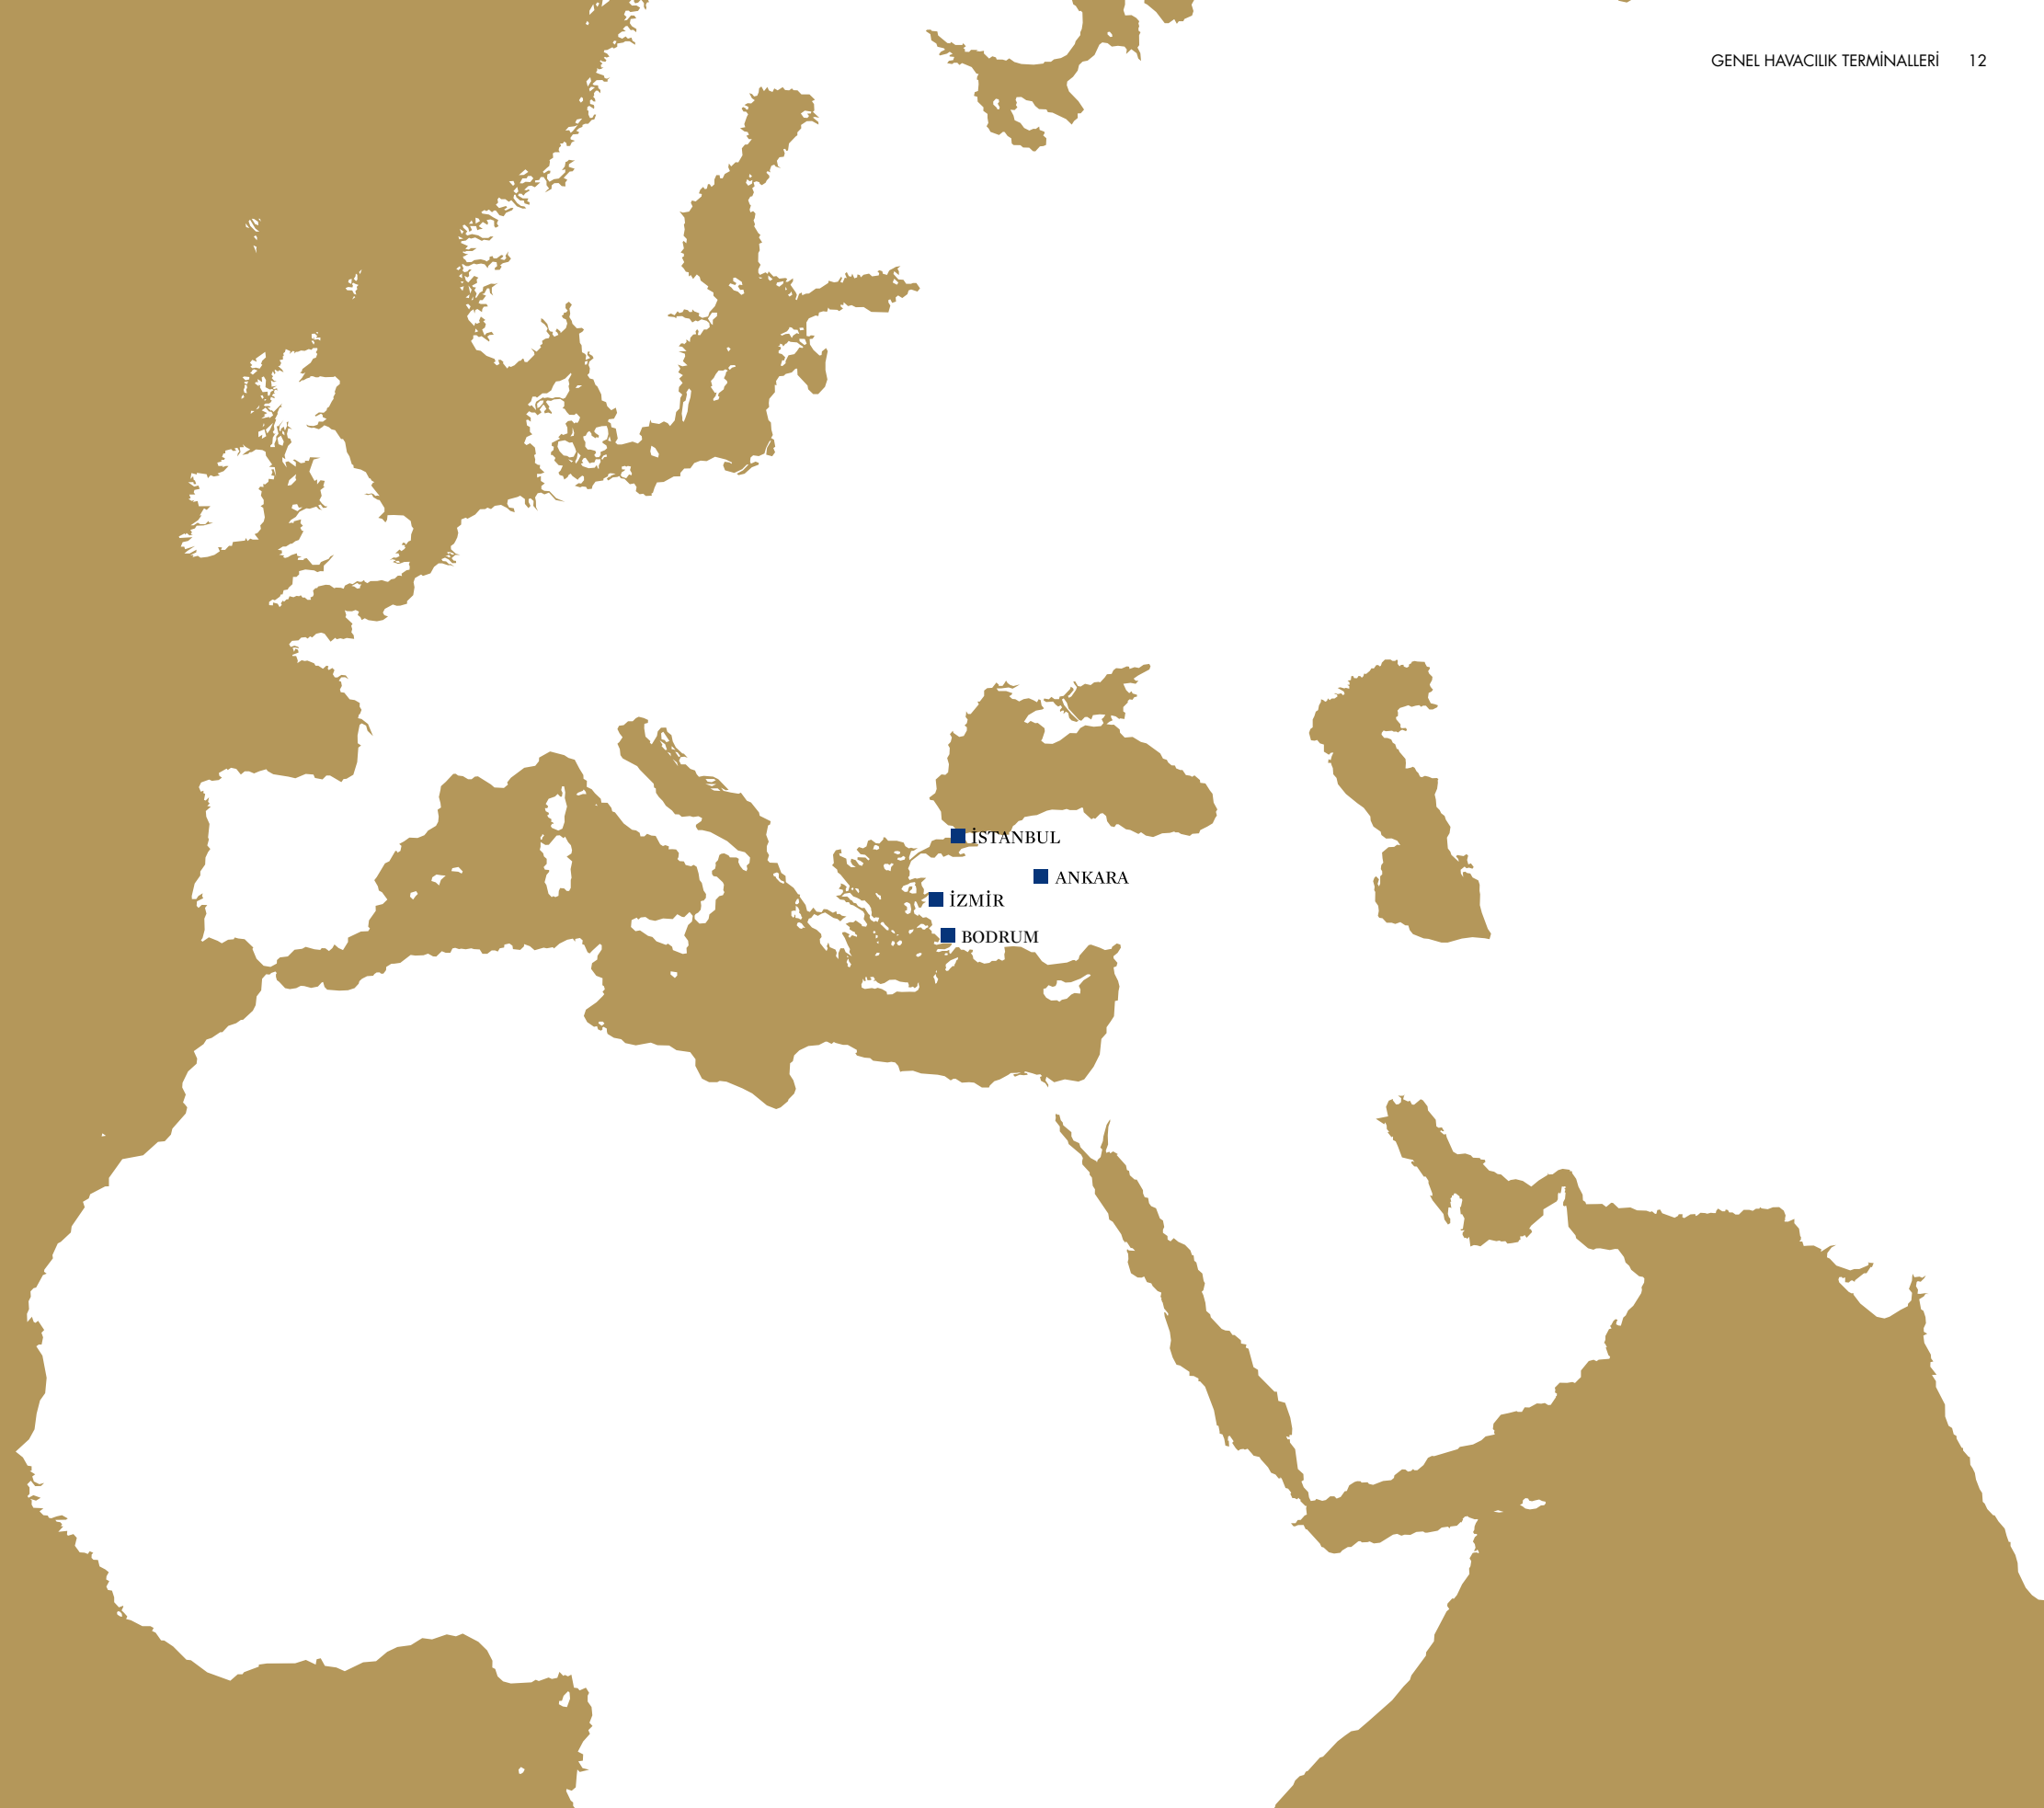 GENEL HAVACILIK TERMİNALLERİ 12
İSTANBUL
ANKARA
İZMİR
BODRUM